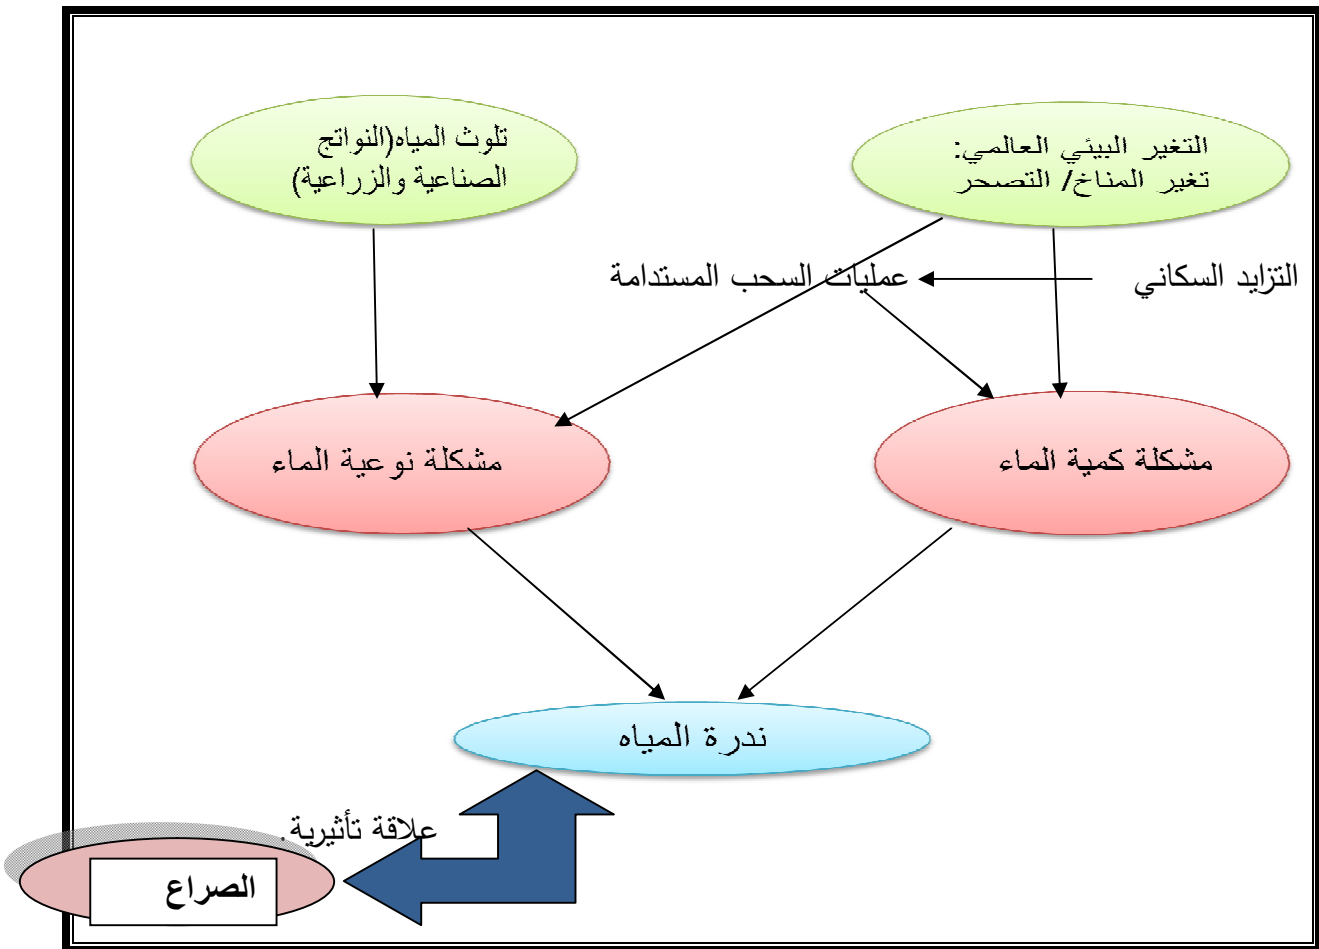 التغير البيئي العالمي:
تغير المناخ/ التصحر
تلوث المياه(النواتج
الصناعية والزراعية)
التزايد السكاني
عمليات السحب المستدامة
مشكلة كمية الماء
مشكلة نوعية الماء
ندرة المياه
علاقة تأثيرية.
الصراع